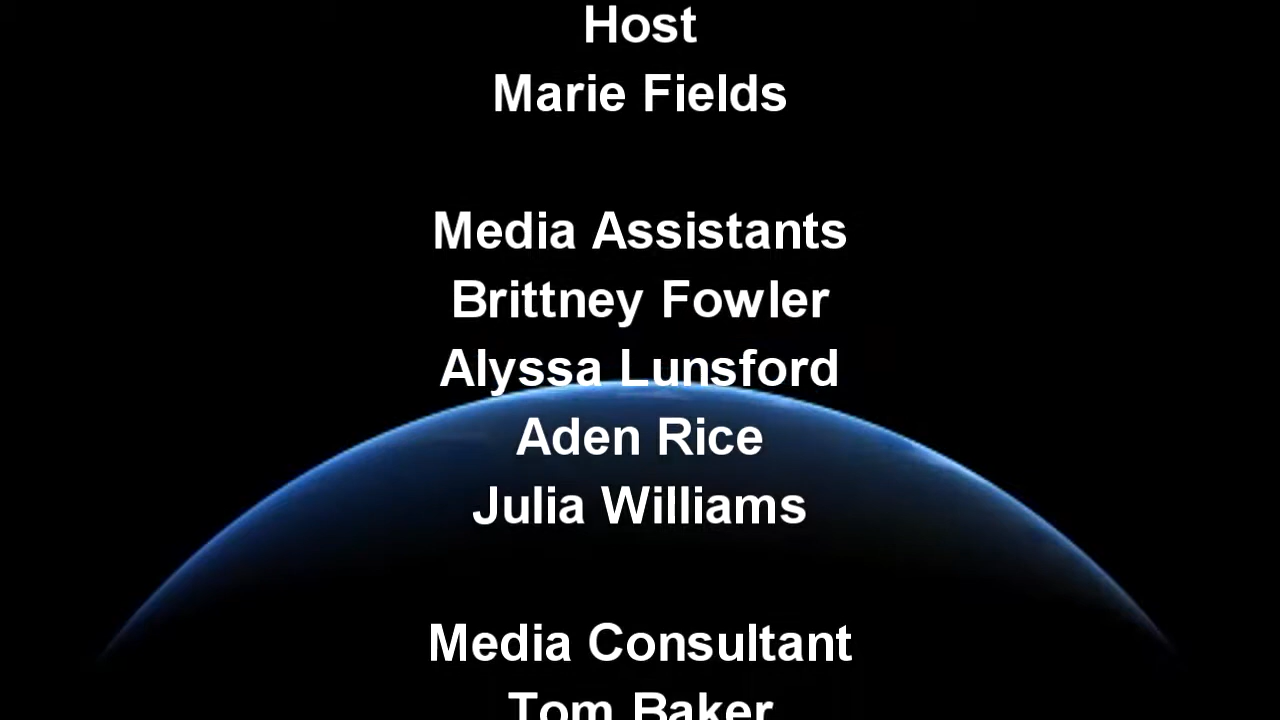 Host
Marie Fields
Media Assistants
Brittney Fowler
Alyssa Lunsford
Aden Rice
Julia Williams
Media Consultant
Tom Baker